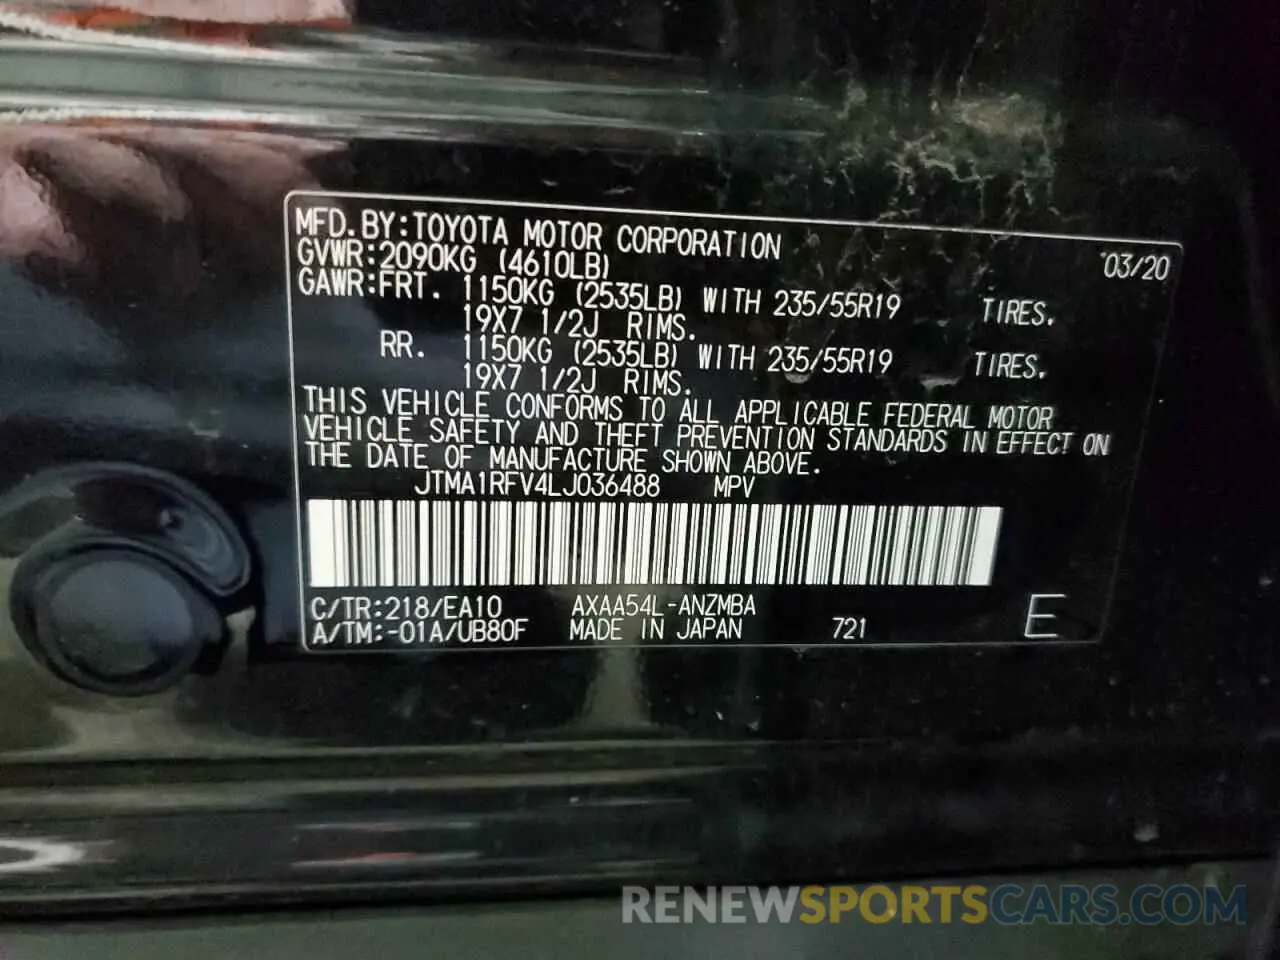 MFD.BY:TOYOTA MOTOR CORPORATION 03/20
GVWR:2090KG (4610LB)
GAWR:FRT. 1150KG (2535LB) WITH 235/55R19 TIRES.
19X7 1/2J RIMS.
RR. 1150KG (2535LB) WITH 235/55R19 TIRES.
19X7 1/2J RIMS.
THIS VEHICLE CONFORMS TO ALL APPLICABLE FEDERAL MOTOR
VEHICLE SAFETY AND THEFT PREVENTION STANDARDS IN EFFECT ON
THE DATE OF MANUFACTURE SHOWN ABOVE.
JTMA1RFV4LJ036488 MPV
C/TR:218/EA10 AXAA54L-ANZMBA
A/TM:-01A/UB80F MADE IN JAPAN 721 E
RENEWSPORTSCARS.COM